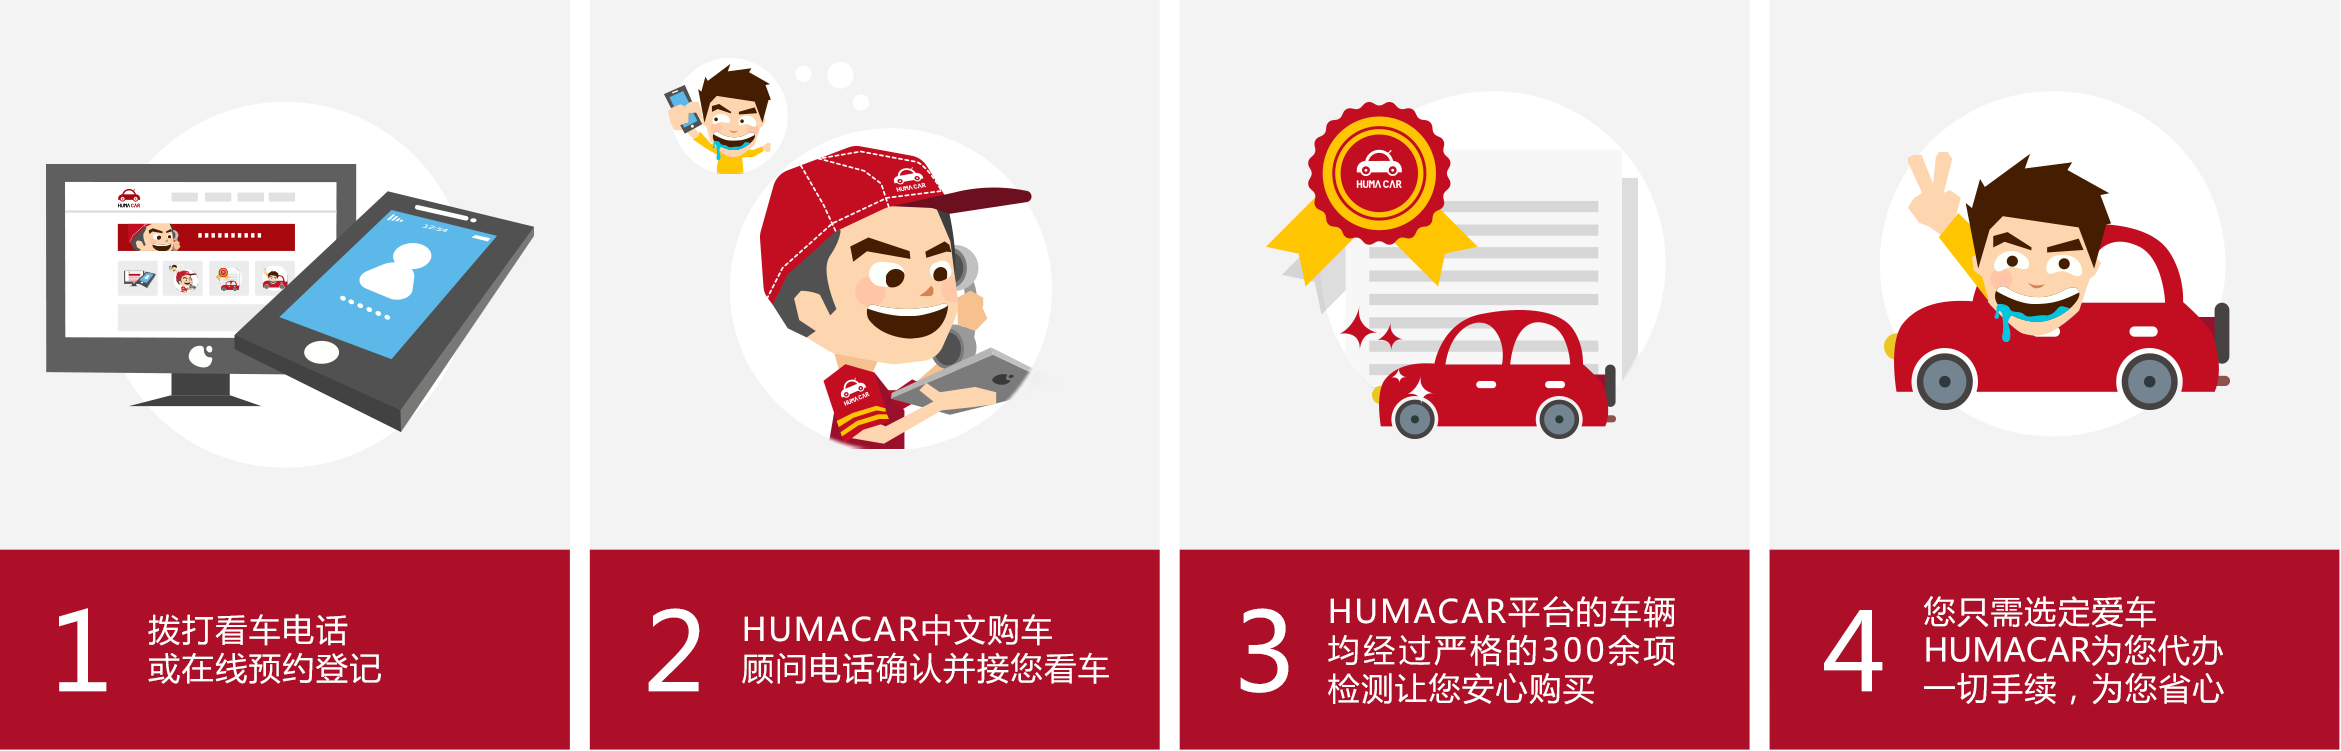 HUMA CAR
12:54
HUMA CAR
HUMA CAR
HUMA CAR
1
拨打看车电话
或在线预约登记
2
HUMACAR中文购车
顾问电话确认并接您看车
3
HUMACAR平台的车辆
均经过严格的300余项
检测让您安心购买
4
您只需选定爱车
HUMACAR为您代办
一切手续，为您省心